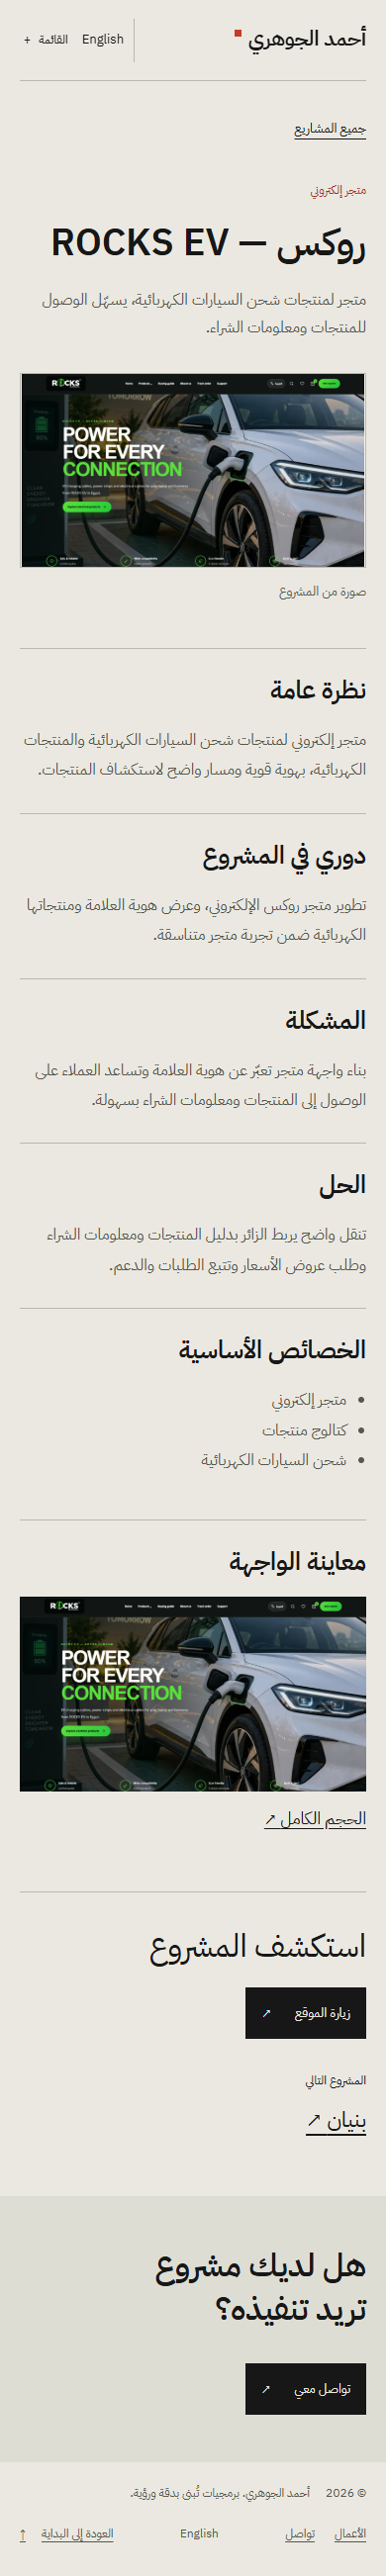 أحمد الجوهري
English
القائمة +
جميع المشاريع
متجر إلكتروني
روكس — ROCKS EV
متجر لمنتجات شحن السيارات الكهربائية، يسهّل الوصول
للمنتجات ومعلومات الشراء.
ROCKS
TOMORROW
POWER
FOR EVERY
CONNECTION
صورة من المشروع
نظرة عامة
متجر إلكتروني لمنتجات شحن السيارات الكهربائية والمنتجات
الكهربائية، بهوية قوية ومسار واضح لاستكشاف المنتجات.
دوري في المشروع
تطوير متجر روكس الإلكتروني، وعرض هوية العلامة ومنتجاتها
الكهربائية ضمن تجربة متجر متناسقة.
المشكلة
بناء واجهة متجر تعبّر عن هوية العلامة وتساعد العملاء على
الوصول إلى المنتجات ومعلومات الشراء بسهولة.
الحل
تنقل واضح يربط الزائر بدليل المنتجات ومعلومات الشراء
وطلب عروض الأسعار وتتبع الطلبات والدعم.
الخصائص الأساسية
• متجر إلكتروني
• كتالوج منتجات
• شحن السيارات الكهربائية
معاينة الواجهة
ROCKS
TOMORROW
POWER
FOR EVERY
CONNECTION
الحجم الكامل ↗
استكشف المشروع
زيارة الموقع ↗
المشروع التالي
بنيان ↗
هل لديك مشروع
تريد تنفيذه؟
تواصل معي ↗
© 2026 أحمد الجوهري. برمجيات تُبنى بدقة ورؤية.
الأعمال تواصل English العودة إلى البداية ↑